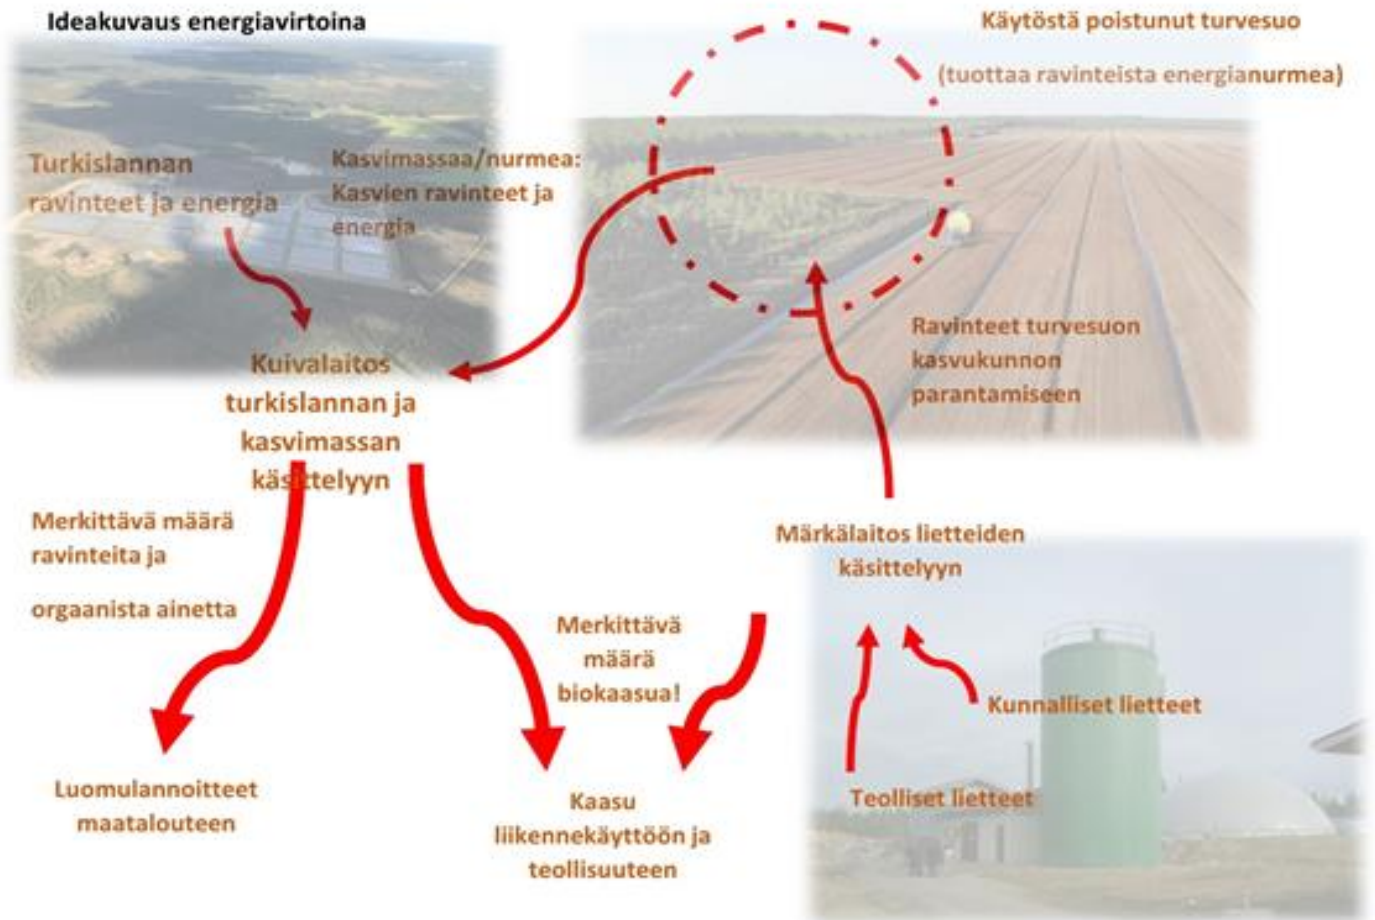 Ideakuvaus energiavirtoina
Käytöstä poistunut turvesuo
(tuottaa ravinteista energianurmea)
Turkislannan
ravinteet ja energia
Kasvimassaa/nurmea:
Kasvien ravinteet ja
energia
Ravinteet turvesuon
kasvukunnon
parantamiseen
Kuivalaitos
turkislannan ja
kasvimassan
käsittelyyn
Merkittävä määrä
ravinteita ja
orgaanista ainetta
Märkälaitos lietteiden
käsittelyyn
Merkittävä
määrä
biokaasua!
Kunnalliset lietteet
Teolliset lietteet
Luomulannoitteet
maatalouteen
Kaasu
liikennekäyttöön ja
teollisuuteen